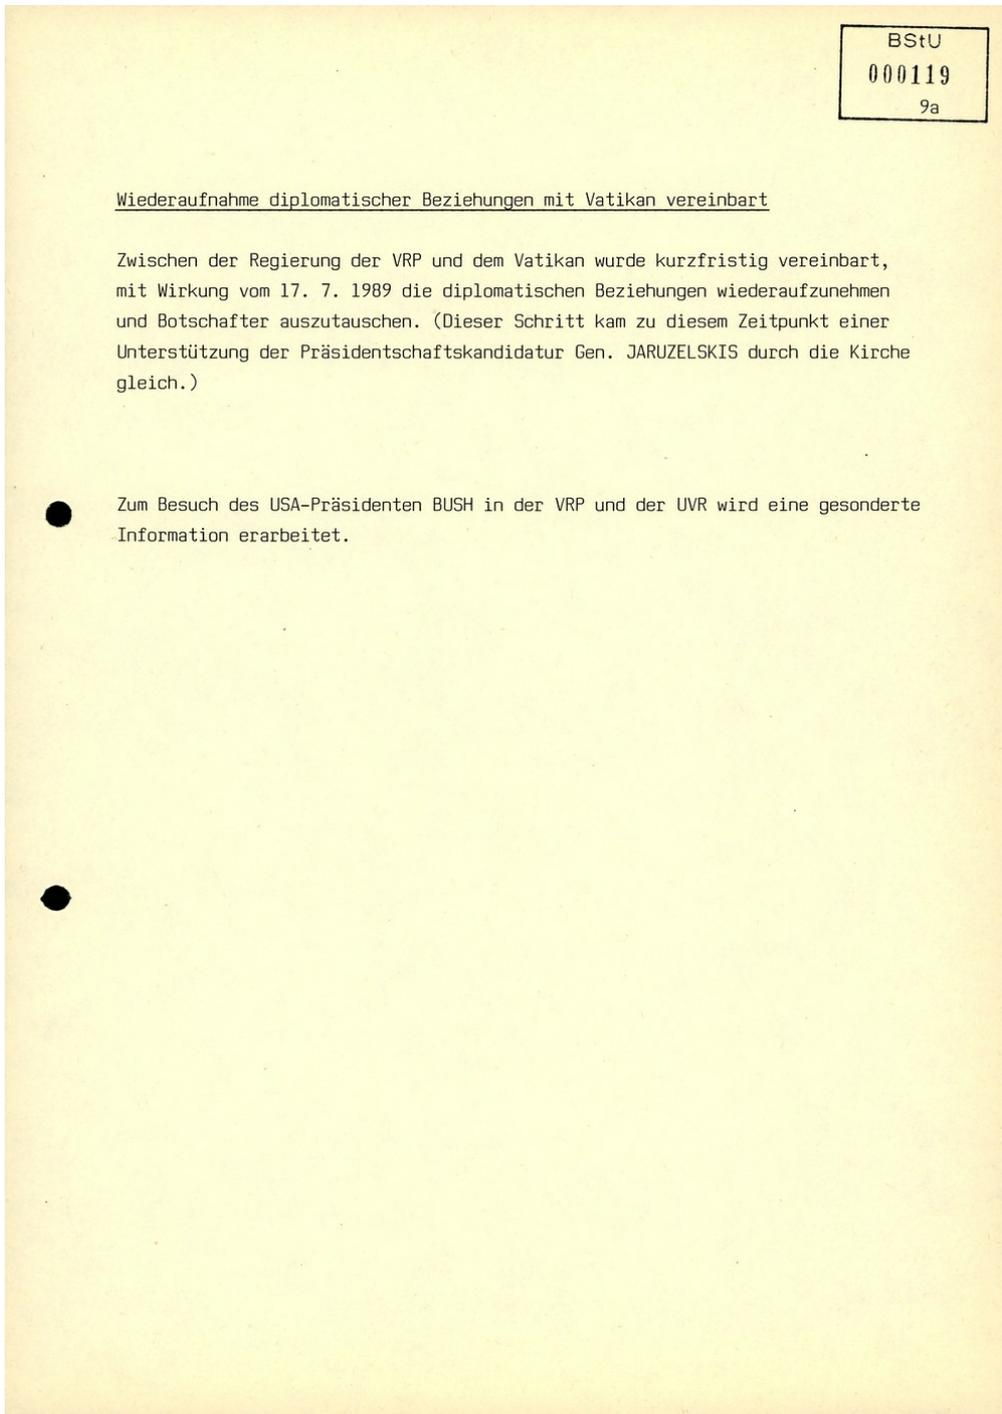 BStU
000119
9a
Wiederaufnahme diplomatischer Beziehungen mit Vatikan vereinbart
Zwischen der Regierung der VRP und dem Vatikan wurde kurzfristig vereinbart,
mit Wirkung vom 17. 7. 1989 die diplomatischen Beziehungen wiederaufzunehmen
und Botschafter auszutauschen. (Dieser Schritt kam zu diesem Zeitpunkt einer
Unterstützung der Präsidentschaftskandidatur Gen. JARUZELSKIS durch die Kirche
gleich.)
Zum Besuch des USA-Präsidenten BUSH in der VRP und der UVR wird eine gesonderte
Information erarbeitet.